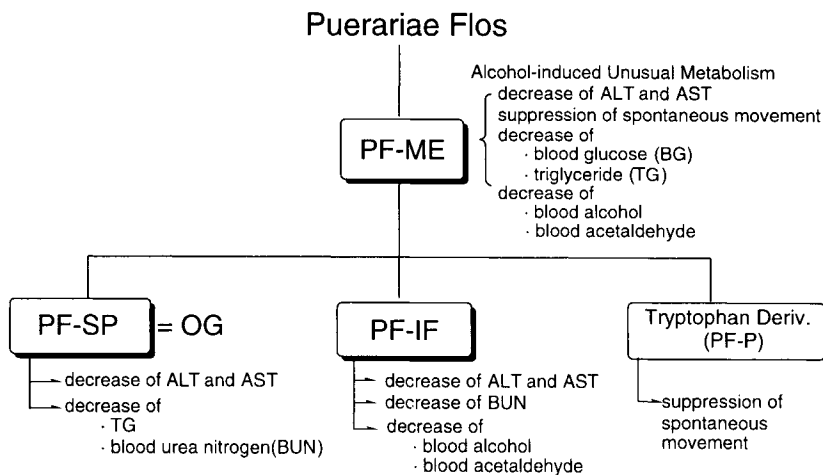 Puerariae Flos
PF-ME
Alcohol-induced Unusual Metabolism
decrease of ALT and AST
suppression of spontaneous movement
decrease of
· blood glucose (BG)
· triglyceride (TG)
decrease of
· blood alcohol
· blood acetaldehyde
PF-SP = OG
decrease of ALT and AST
decrease of
· TG
· blood urea nitrogen(BUN)
PF-IF
decrease of ALT and AST
decrease of BUN
decrease of
· blood alcohol
· blood acetaldehyde
Tryptophan Deriv.
(PF-P)
suppression of
spontaneous
movement